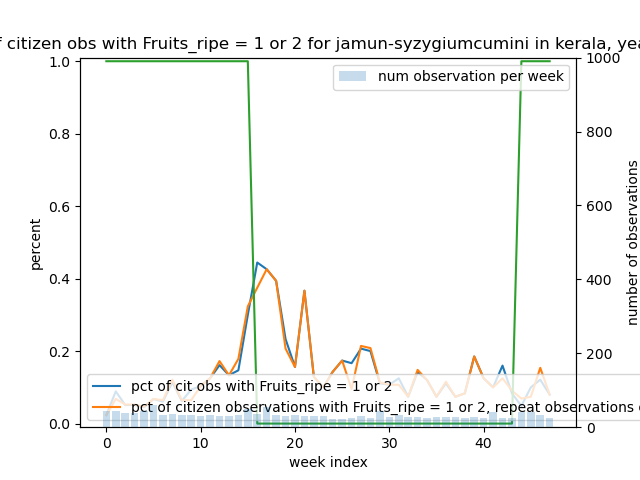 f citizen obs with Fruits_ripe = 1 or 2 for jamun-syzygiumcumini in kerala, yea
num observation per week
1.0
0.8
0.6
0.4
0.2
0.0
percent
1000
800
600
400
200
0
number of observations
pct of cit obs with Fruits_ripe = 1 or 2
pct of citizen observations with Fruits_ripe = 1 or 2, repeat observations
0
10
20
30
40
week index